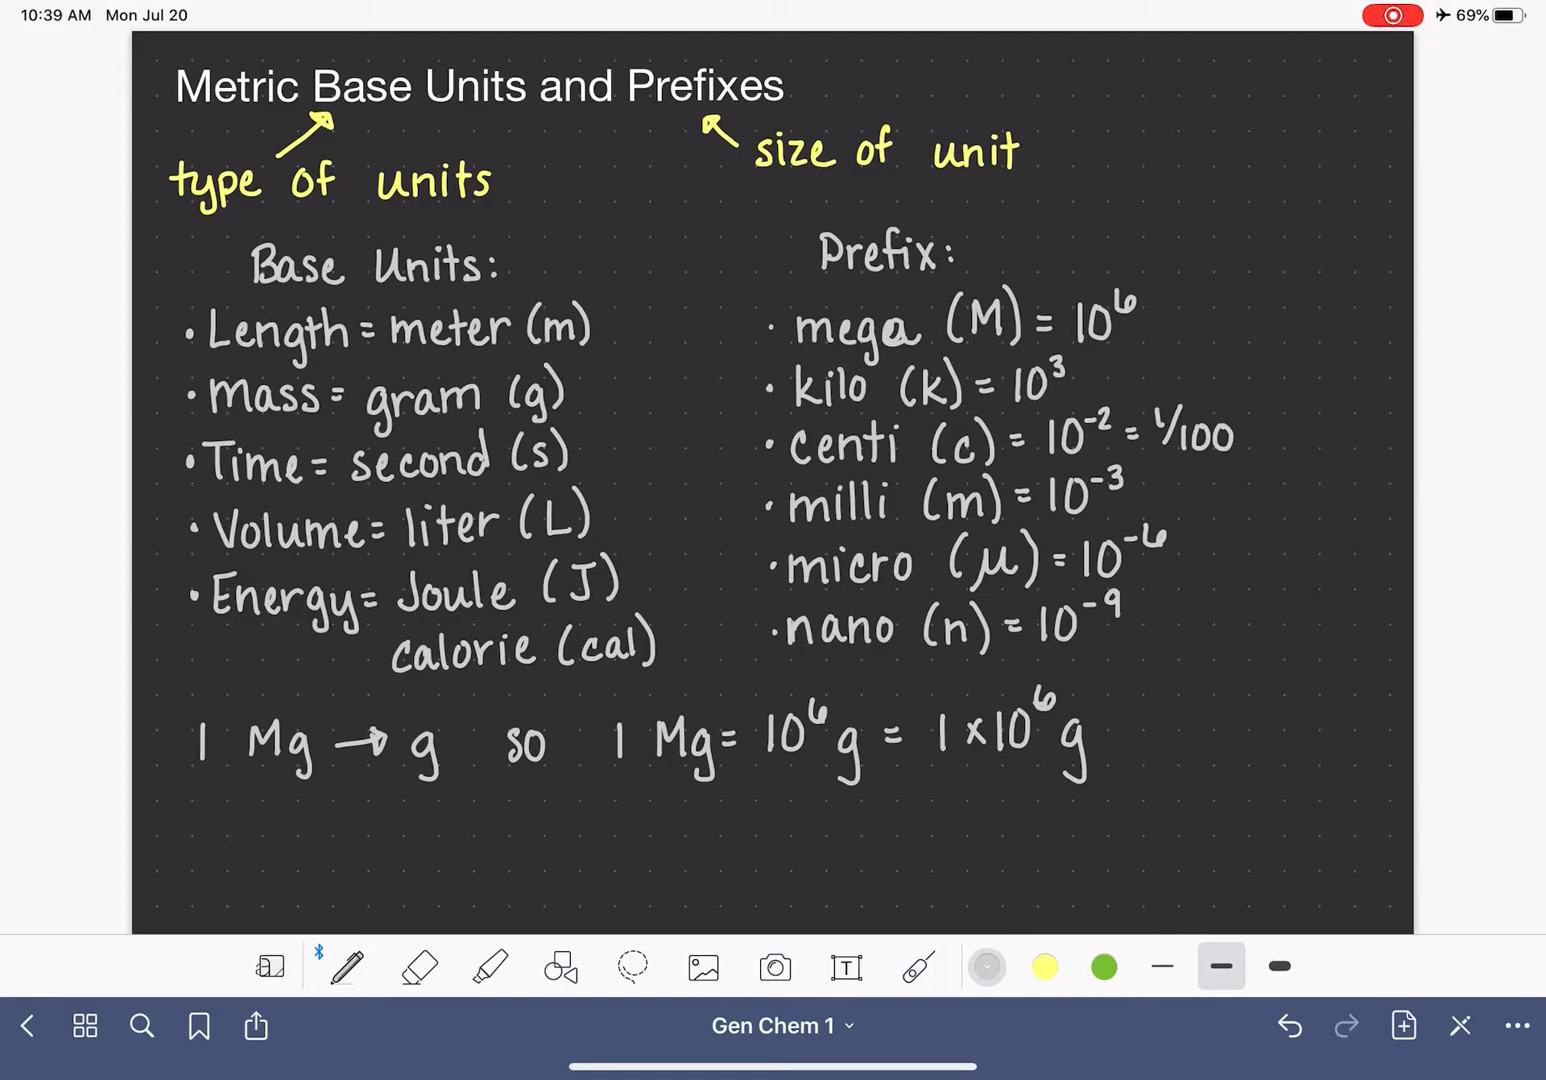 10:39 AM Mon Jul 20
69%
Metric Base Units and Prefixes
type of units
size of unit
Base Units:
• Length = meter (m)
• Mass = gram (g)
• Time = second (s)
• Volume = liter (L)
• Energy = Joule (J)
calorie (cal)
Prefix:
• mega (M) = 10⁶
• kilo (k) = 10³
• centi (c) = 10⁻² = 1/100
• milli (m) = 10⁻³
• micro (μ) = 10⁻⁶
• nano (n) = 10⁻⁹
1 Mg → g so 1 Mg = 10⁶ g = 1 × 10⁶ g
T
Gen Chem 1